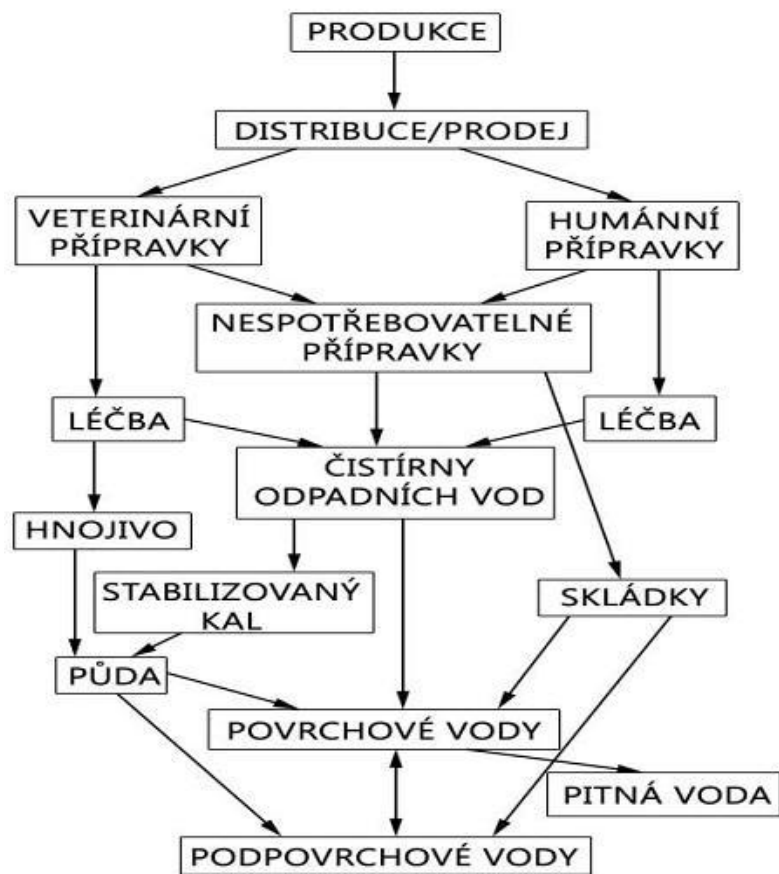 PRODUKCE
DISTRIBUCE/PRODEJ
VETERINÁRNÍ
PŘÍPRAVKY
HUMÁNNÍ
PŘÍPRAVKY
NESPOTŘEBOVATELNÉ
PŘÍPRAVKY
LÉČBA
LÉČBA
ČISTÍRNY
ODPADNÍCH VOD
HNOJIVO
STABILIZOVANÝ
KAL
SKLÁDKY
PŮDA
POVRCHOVÉ VODY
PITNÁ VODA
PODPOVRCHOVÉ VODY